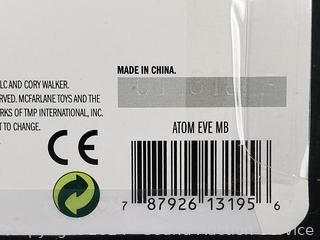 MADE IN CHINA.
LC AND CORY WALKER.
RVED. MCFARLANE TOYS AND THE
RKS OF TMP INTERNATIONAL, INC.
T TO CHANGE.
CE
ATOM EVE MB
7 87926 13195 6